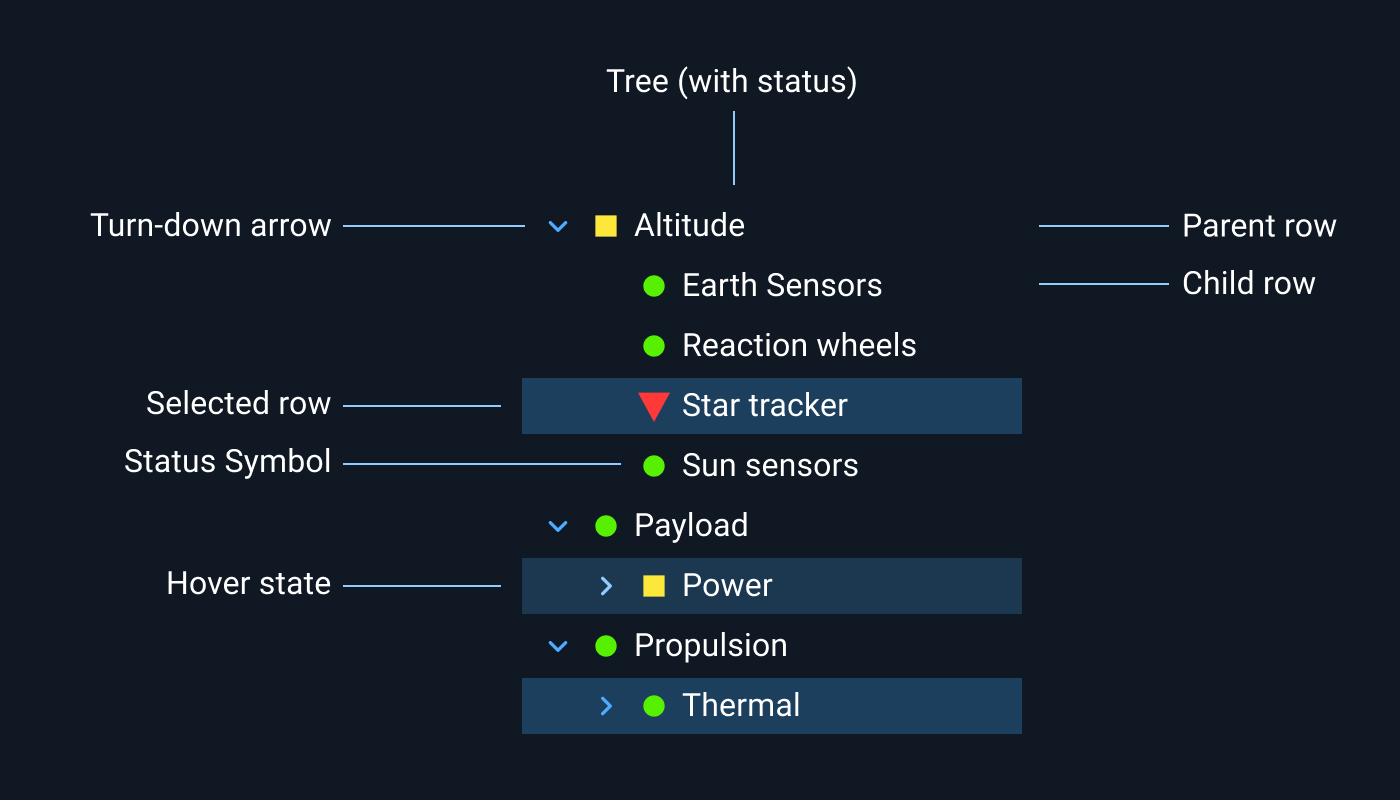 Tree (with status)
Turn-down arrow
Altitude
Parent row
Earth Sensors
Child row
Reaction wheels
Selected row
Star tracker
Status Symbol
Sun sensors
Payload
Hover state
Power
Propulsion
Thermal